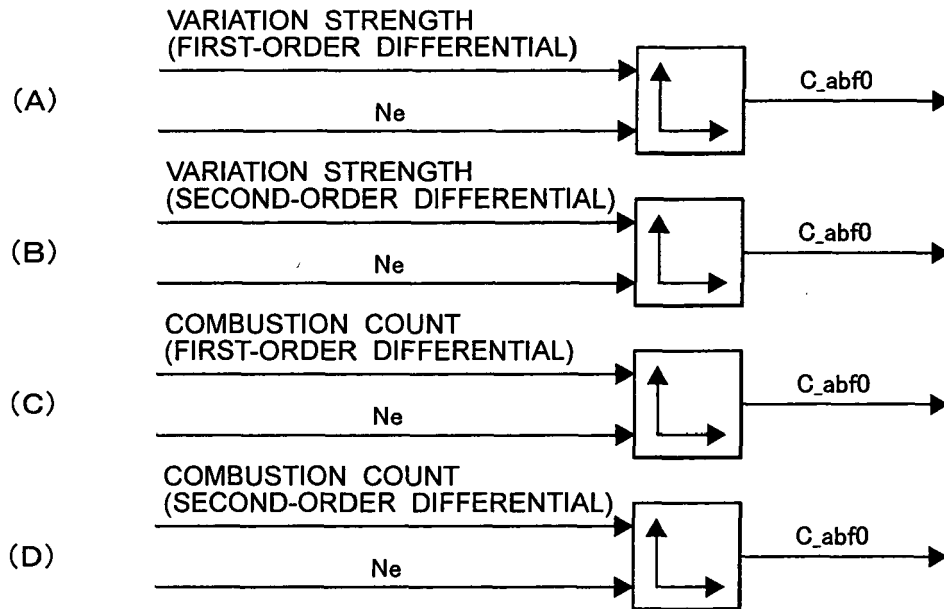 VARIATION STRENGTH
(FIRST-ORDER DIFFERENTIAL)
C_abf0
(A)
Ne
VARIATION STRENGTH
(SECOND-ORDER DIFFERENTIAL)
C_abf0
(B)
Ne
COMBUSTION COUNT
(FIRST-ORDER DIFFERENTIAL)
C_abf0
(C)
Ne
COMBUSTION COUNT
(SECOND-ORDER DIFFERENTIAL)
C_abf0
(D)
Ne